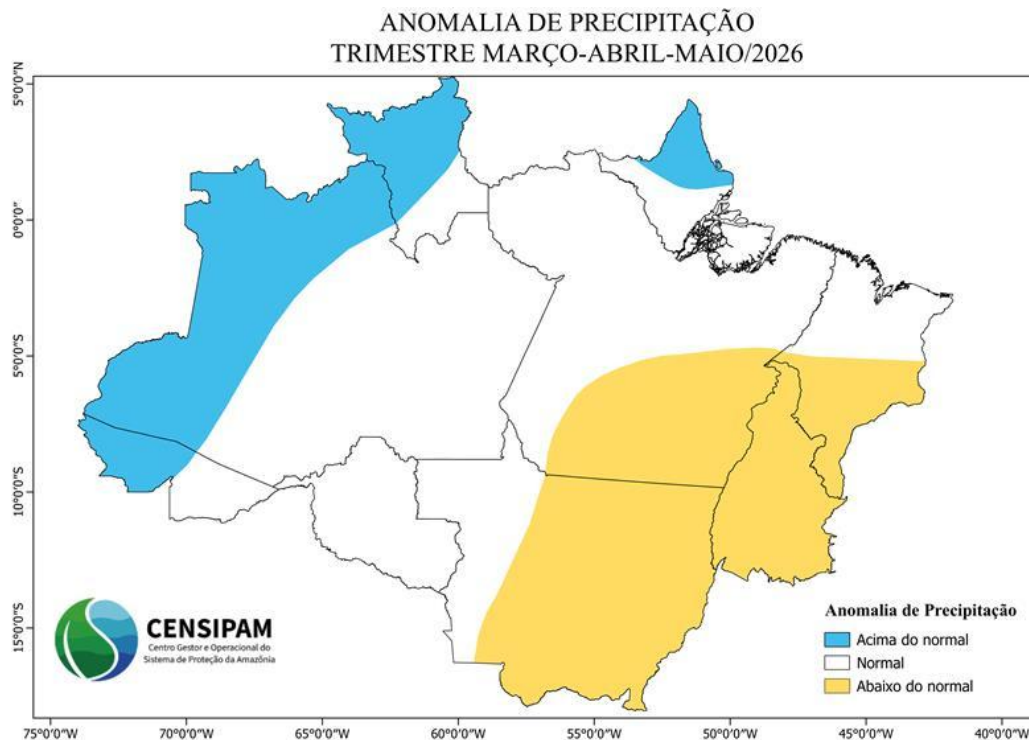 ANOMALIA DE PRECIPITAÇÃO
TRIMESTRE MARÇO-ABRIL-MAIO/2026
5°0'0"N
0°0'0"
5°0'0"S
10°0'0"S
15°0'0"S
CENSIPAM
Centro Gestor e Operacional do
Sistema de Proteção da Amazônia
Anomalia de Precipitação
Acima do normal
Normal
Abaixo do normal
75°0'0"W
70°0'0"W
65°0'0"W
60°0'0"W
55°0'0"W
50°0'0"W
45°0'0"W
40°0'0"W